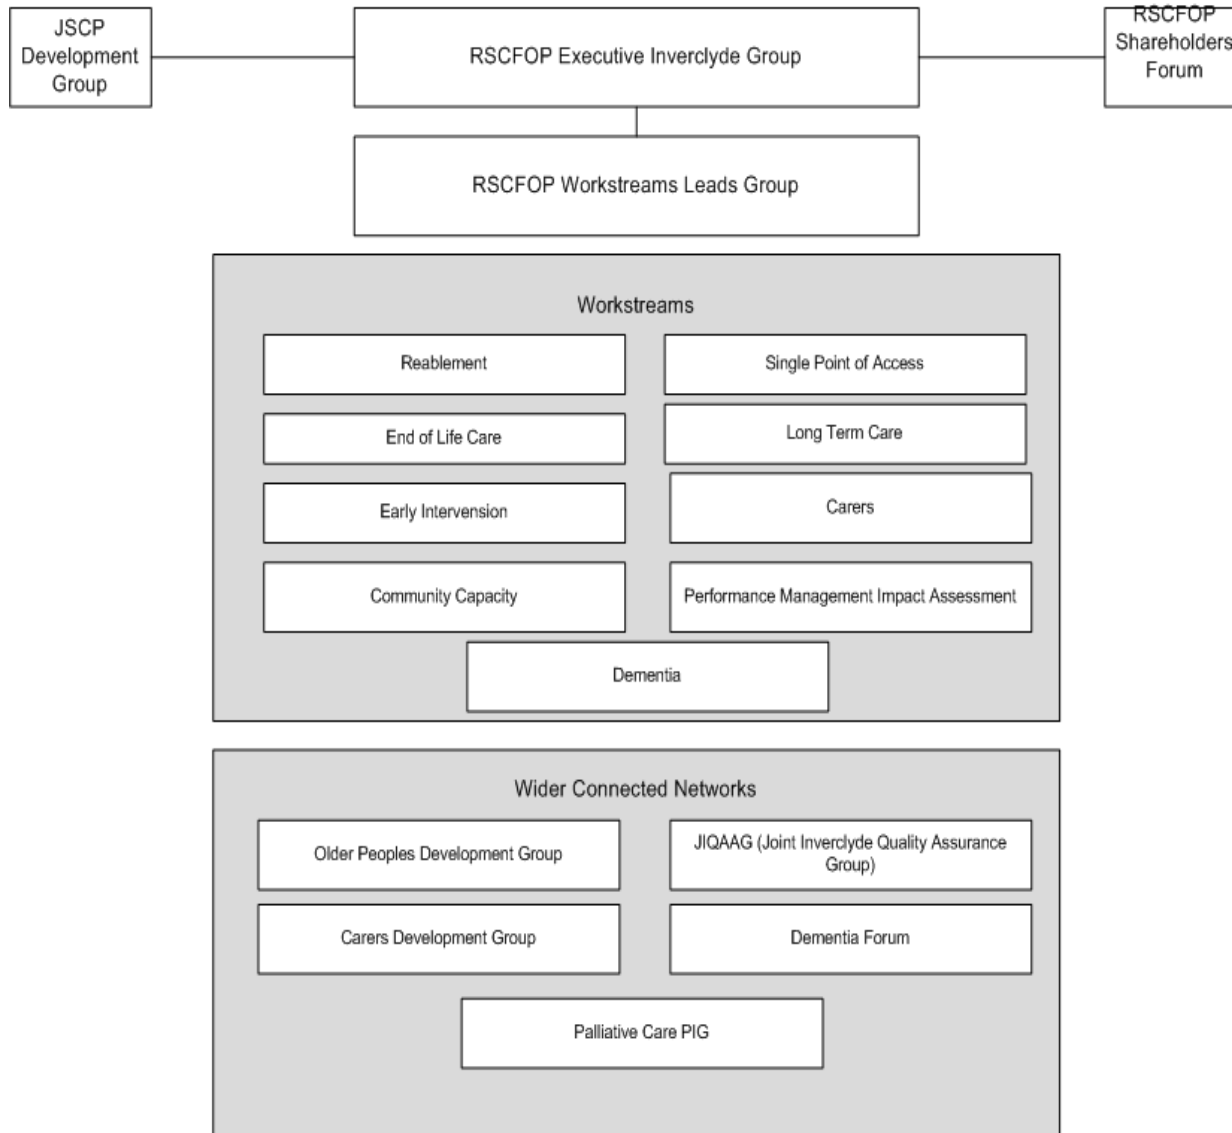 JSCP
Development
Group
RSCFOP Executive Inverclyde Group
RSCFOP
Shareholders
Forum
RSCFOP Workstreams Leads Group
Workstreams
Reablement
Single Point of Access
End of Life Care
Long Term Care
Early Intervension
Carers
Community Capacity
Performance Management Impact Assessment
Dementia
Wider Connected Networks
Older Peoples Development Group
JIQAAG (Joint Inverclyde Quality Assurance
Group)
Carers Development Group
Dementia Forum
Palliative Care PIG